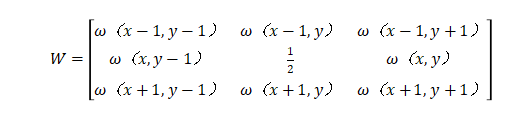 ω（x − 1, y − 1） ω（x − 1, y） ω（x − 1, y + 1）
W = ω（x, y − 1） 1/2 ω（x, y）
ω（x + 1, y − 1） ω（x + 1, y） ω（x + 1, y + 1）